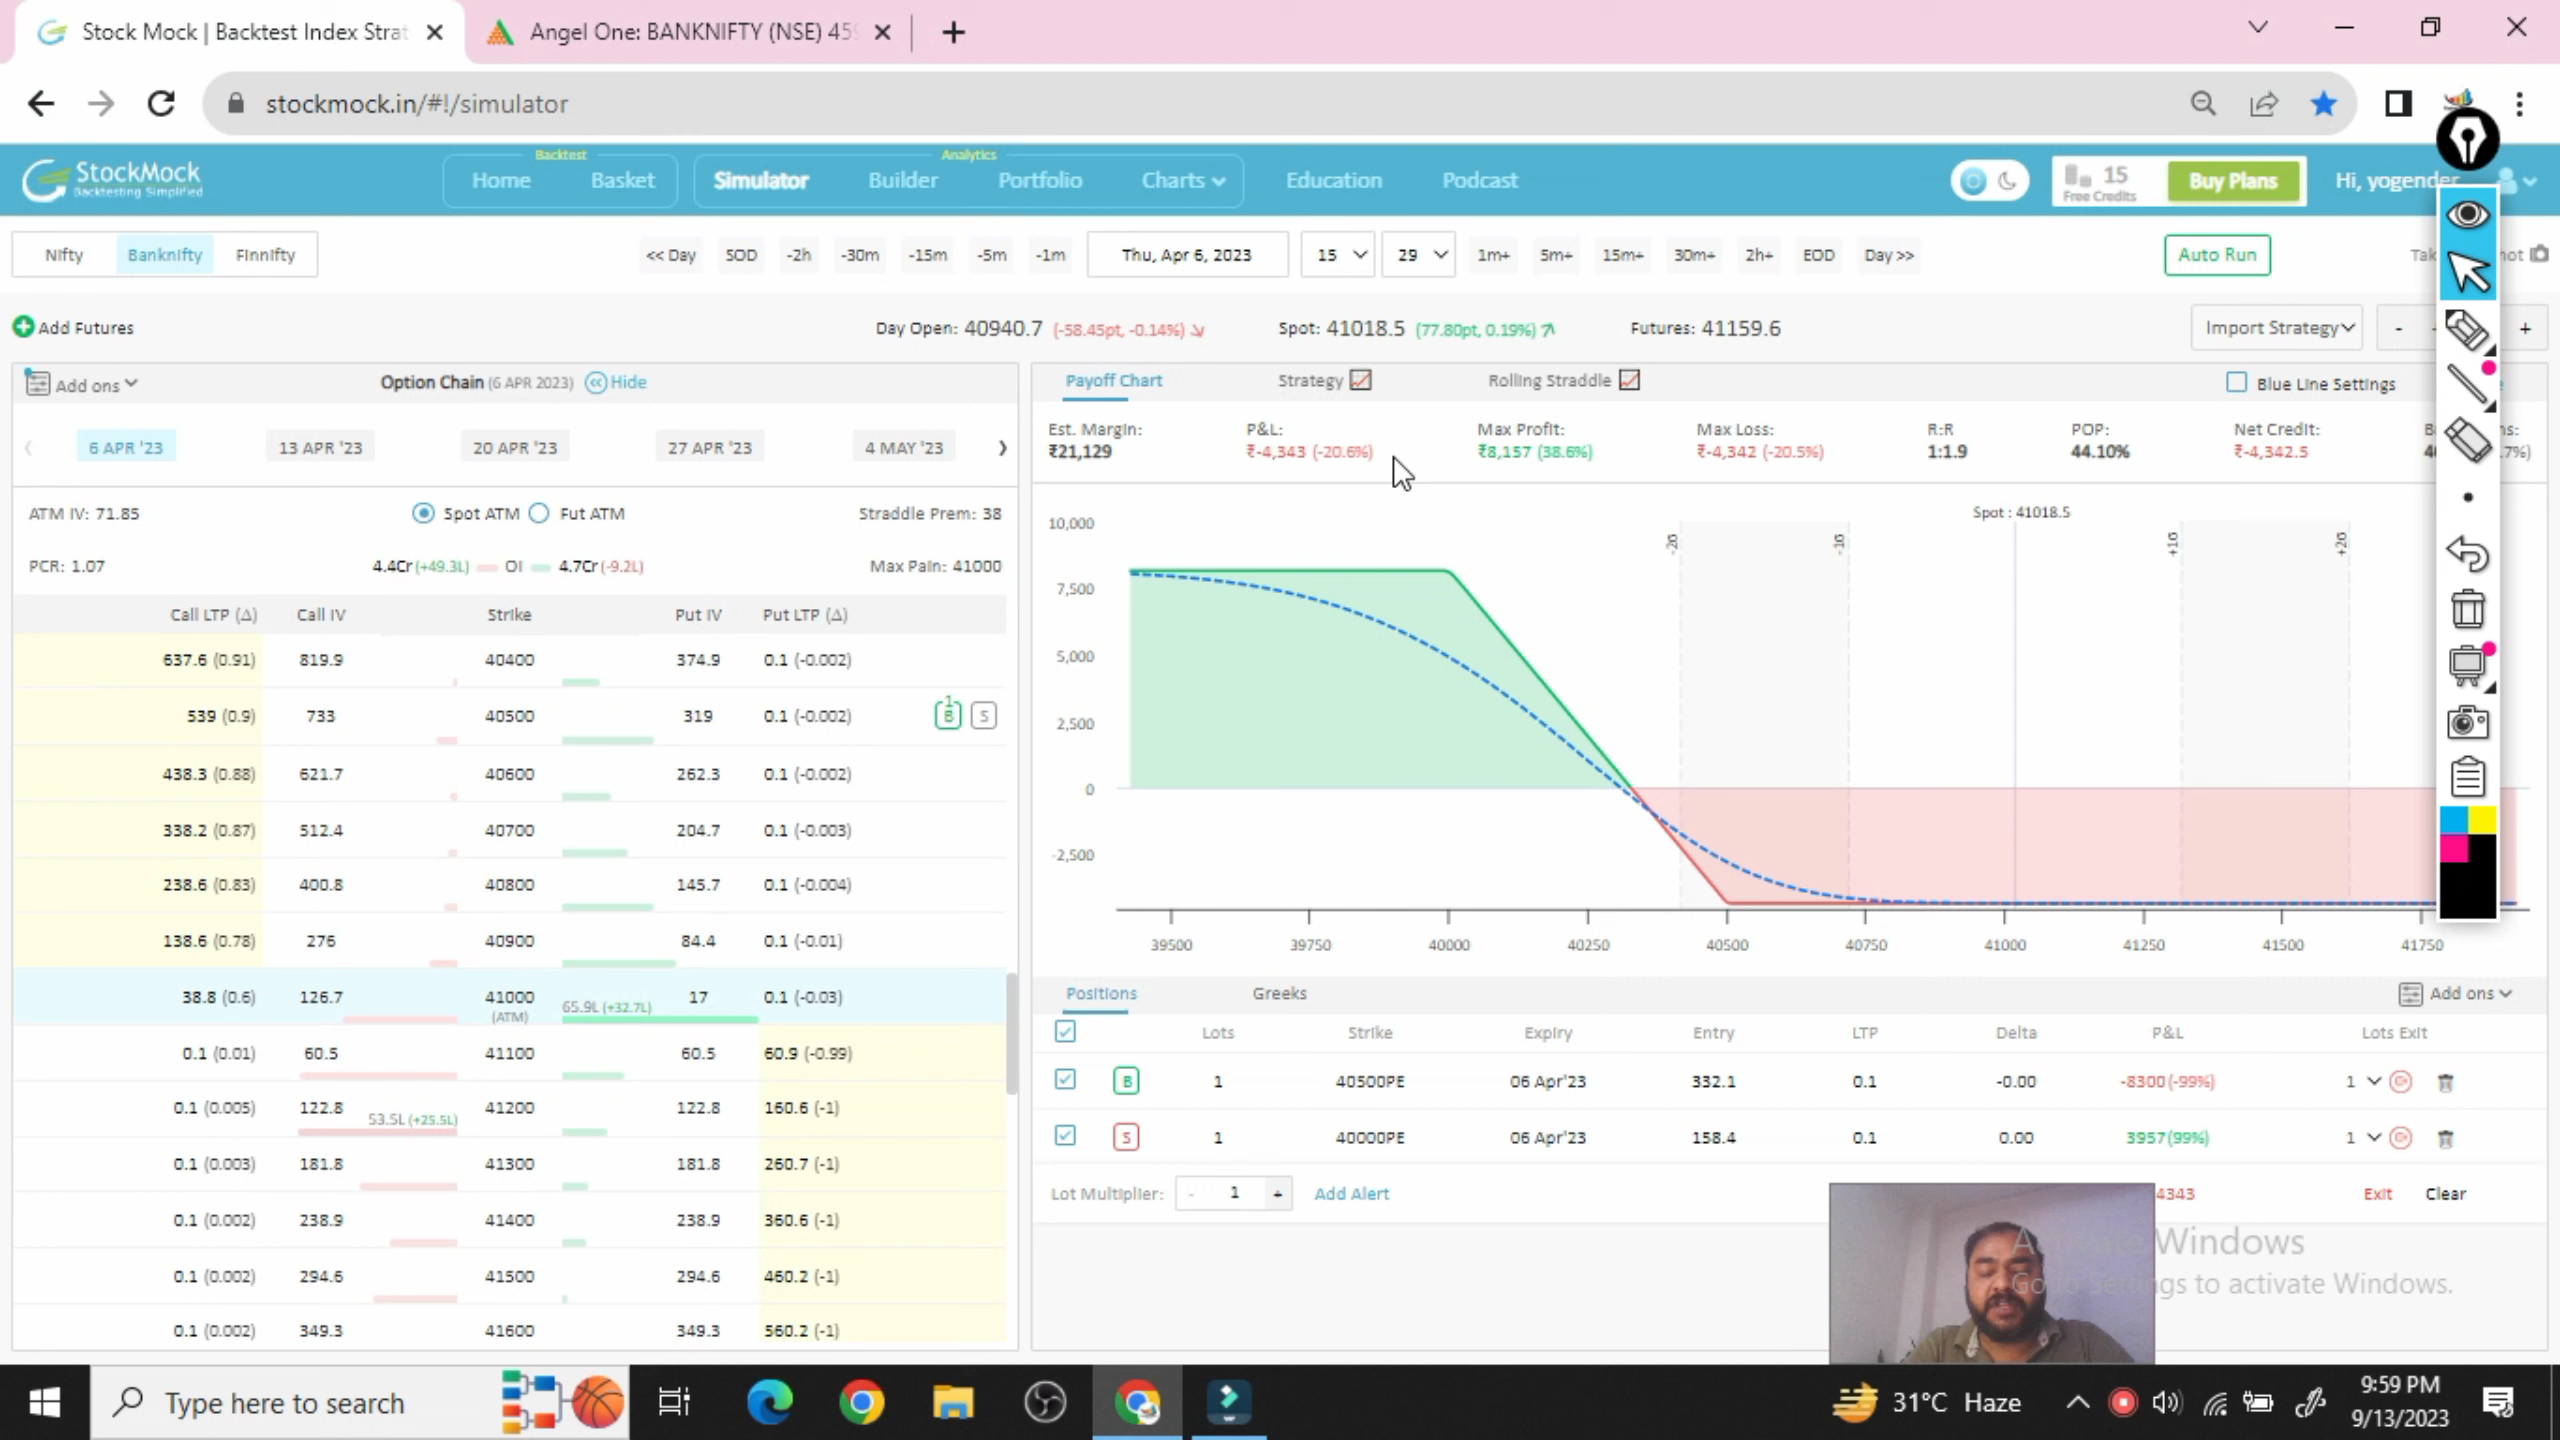 Stock Mock | Backtest Index Strat
Angel One: BANKNIFTY (NSE) 459
stockmock.in/#!/simulator
StockMock
Backtesting Simplified
Backtest
Home Basket
Analytics
Simulator Builder Portfolio Charts
Education Podcast
15
Free Credits
Buy Plans
Hi, yogender
Nifty Banknifty Finnifty
<< Day SOD -2h -30m -15m -5m -1m Thu, Apr 6, 2023 15 29 1m+ 5m+ 15m+ 30m+ 2h+ EOD Day >>
Auto Run
Add Futures
Day Open: 40940.7 (-58.45pt, -0.14%) Spot: 41018.5 (77.80pt, 0.19%) Futures: 41159.6
Import Strategy - +
Add ons Option Chain (6 APR 2023) Hide
6 APR '23 13 APR '23 20 APR '23 27 APR '23 4 MAY '23
ATM IV: 71.85 Spot ATM Fut ATM Straddle Prem: 38
PCR: 1.07 4.4Cr (+49.3L) OI 4.7Cr (-9.2L) Max Pain: 41000
Call LTP (Δ) Call IV Strike Put IV Put LTP (Δ)
637.6 (0.91) 819.9 40400 374.9 0.1 (-0.002)
539 (0.9) 733 40500 319 0.1 (-0.002) 1 B S
438.3 (0.88) 621.7 40600 262.3 0.1 (-0.002)
338.2 (0.87) 512.4 40700 204.7 0.1 (-0.003)
238.6 (0.83) 400.8 40800 145.7 0.1 (-0.004)
138.6 (0.78) 276 40900 84.4 0.1 (-0.01)
38.8 (0.6) 126.7 41000 65.9L (+32.7L) 17 0.1 (-0.03)
(ATM)
0.1 (0.01) 60.5 41100 60.5 60.9 (-0.99)
0.1 (0.005) 122.8 53.5L (+25.5L) 41200 122.8 160.6 (-1)
0.1 (0.003) 181.8 41300 181.8 260.7 (-1)
0.1 (0.002) 238.9 41400 238.9 360.6 (-1)
0.1 (0.002) 294.6 41500 294.6 460.2 (-1)
0.1 (0.002) 349.3 41600 349.3 560.2 (-1)
Payoff Chart Strategy Rolling Straddle Blue Line Settings
Est. Margin: P&L: Max Profit: Max Loss: R:R POP: Net Credit:
₹21,129 ₹-4,343 (-20.6%) ₹8,157 (38.6%) ₹-4,342 (-20.5%) 1:1.9 44.10% ₹-4,342.5
Spot : 41018.5
-2σ -1σ +1σ +2σ
10,000
7,500
5,000
2,500
0
-2,500
39500 39750 40000 40250 40500 40750 41000 41250 41500 41750
Positions Greeks Add ons
Lots Strike Expiry Entry LTP Delta P&L Lots Exit
B 1 40500PE 06 Apr'23 332.1 0.1 -0.00 -8300(-99%) 1
S 1 40000PE 06 Apr'23 158.4 0.1 0.00 3957(99%) 1
Lot Multiplier: - 1 + Add Alert 4343 Exit Clear
Windows
Go to Settings to activate Windows.
Type here to search
31°C Haze
9:59 PM
9/13/2023